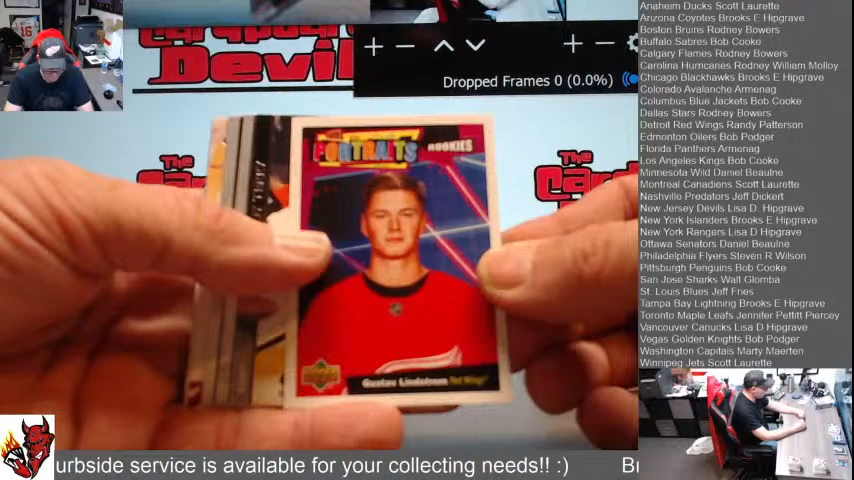 The
Cardboard
Devil
Dropped Frames 0 (0.0%)
16
The
The
PORTRAITS
ROOKIES
UPPER DECK
Gustav Lindstrom Red Wings
urbside service is available for your collecting needs!! :)
Br
Anaheim Ducks Scott Laurette
Arizona Coyotes Brooks E Hipgrave
Boston Bruins Rodney Bowers
Buffalo Sabres Bob Cooke
Calgary Flames Rodney Bowers
Carolina Hurricanes Rodney William Molloy
Chicago Blackhawks Brooks E Hipgrave
Colorado Avalanche Armenag
Columbus Blue Jackets Bob Cooke
Dallas Stars Rodney Bowers
Detroit Red Wings Randy Patterson
Edmonton Oilers Bob Podger
Florida Panthers Armenag
Los Angeles Kings Bob Cooke
Minnesota Wild Daniel Beaulne
Montreal Canadiens Scott Laurette
Nashville Predators Jeff Dickert
New Jersey Devils Lisa D. Hipgrave
New York Islanders Brooks E Hipgrave
New York Rangers Lisa D Hipgrave
Ottawa Senators Daniel Beaulne
Philadelphia Flyers Steven R Wilson
Pittsburgh Penguins Bob Cooke
San Jose Sharks Walt Glomba
St. Louis Blues Jeff Fries
Tampa Bay Lightning Brooks E Hipgrave
Toronto Maple Leafs Jennifer Pettitt Piercey
Vancouver Canucks Lisa D Hipgrave
Vegas Golden Knights Bob Podger
Washington Capitals Marty Maerten
Winnipeg Jets Scott Laurette